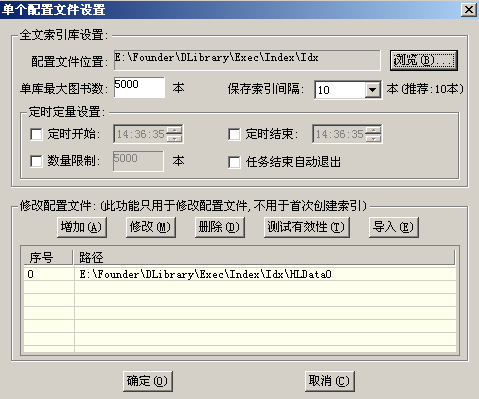 单个配置文件设置
全文索引库设置:
配置文件位置: E:\Founder\DLibrary\Exec\Index\Idx 浏览(B)...
单库最大图书数: 5000 本 保存索引间隔: 10 本(推荐:10本)
定时定量设置:
定时开始: 14:36:35 定时结束: 14:36:35
数量限制: 5000 本 任务结束自动退出
修改配置文件: (此功能只用于修改配置文件,不用于首次创建索引)
增加(A) 修改(M) 删除(D) 测试有效性(T) 导入(E)
序号 路径
0 E:\Founder\DLibrary\Exec\Index\Idx\HLData0
确定(O) 取消(C)